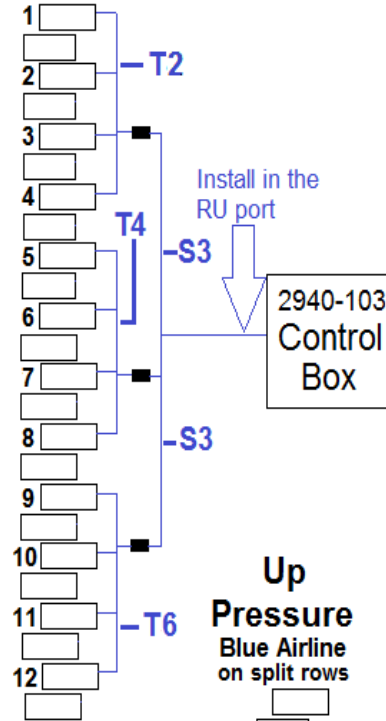 1
T2
2
3
Install in the
RU port
4
T4
5
S3
2940-103
Control
Box
6
7
8
S3
9
10
Up
Pressure
Blue Airline
on split rows
11
T6
12